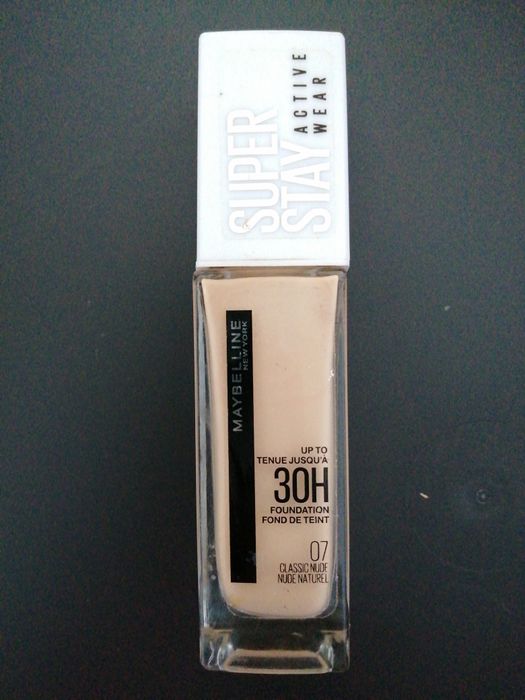 SUPER
STAY
ACTIVE
WEAR
MAYBELLINE
NEW YORK
UP TO
TENUE JUSQU'À
30H
FOUNDATION
FOND DE TEINT
07
CLASSIC NUDE
NUDE NATUREL